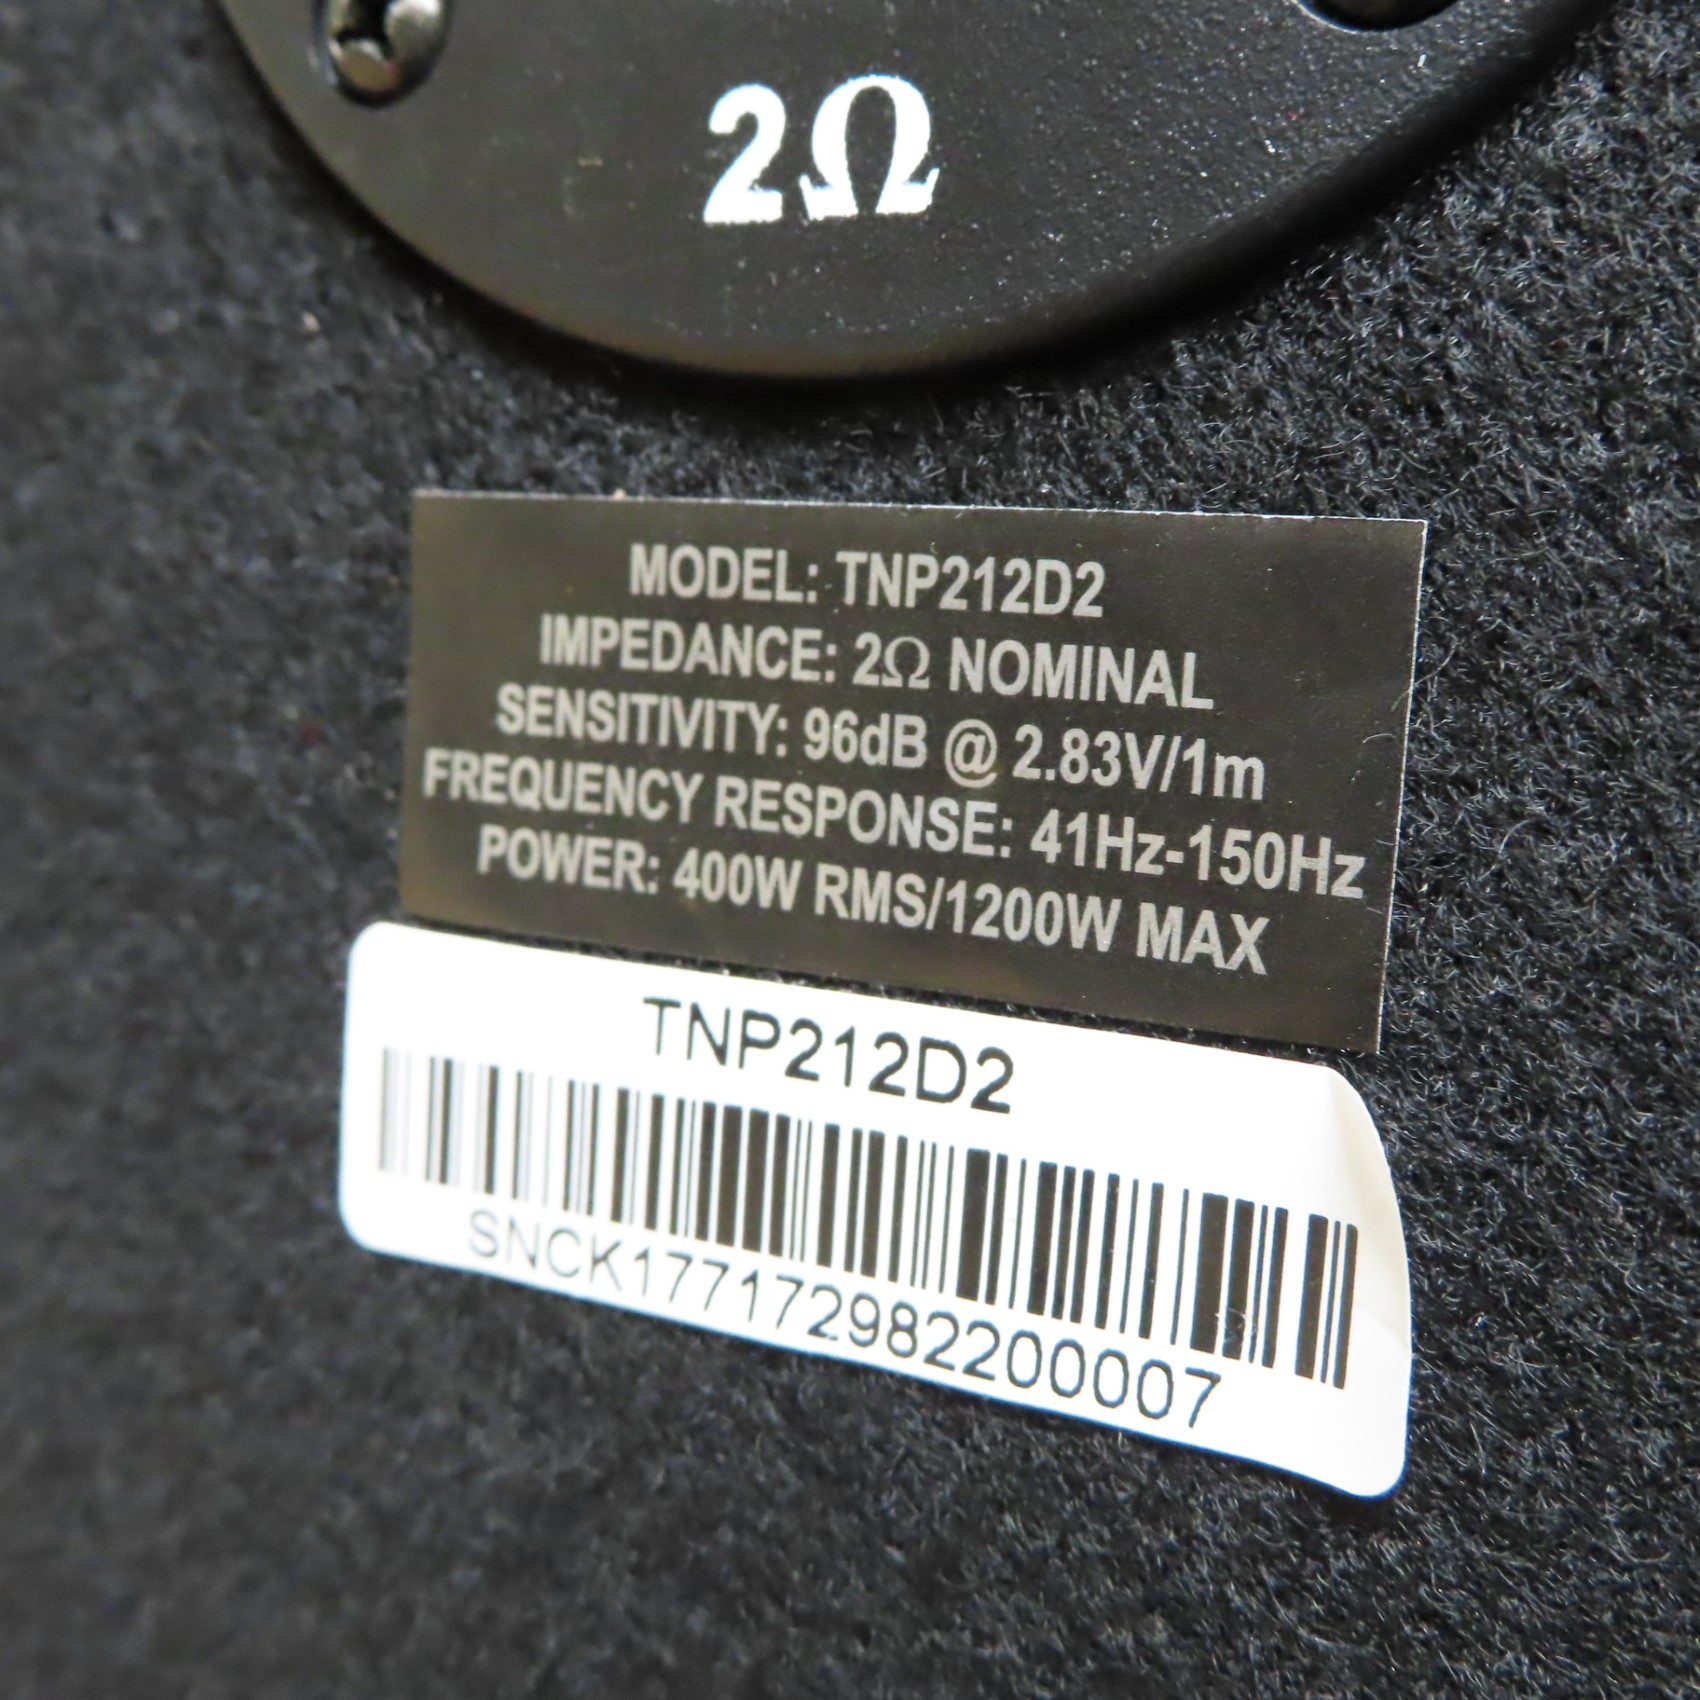 2Ω
MODEL: TNP212D2
IMPEDANCE: 2Ω NOMINAL
SENSITIVITY: 96dB @ 2.83V/1m
FREQUENCY RESPONSE: 41Hz-150Hz
POWER: 400W RMS/1200W MAX
TNP212D2
SNCK177172982200007